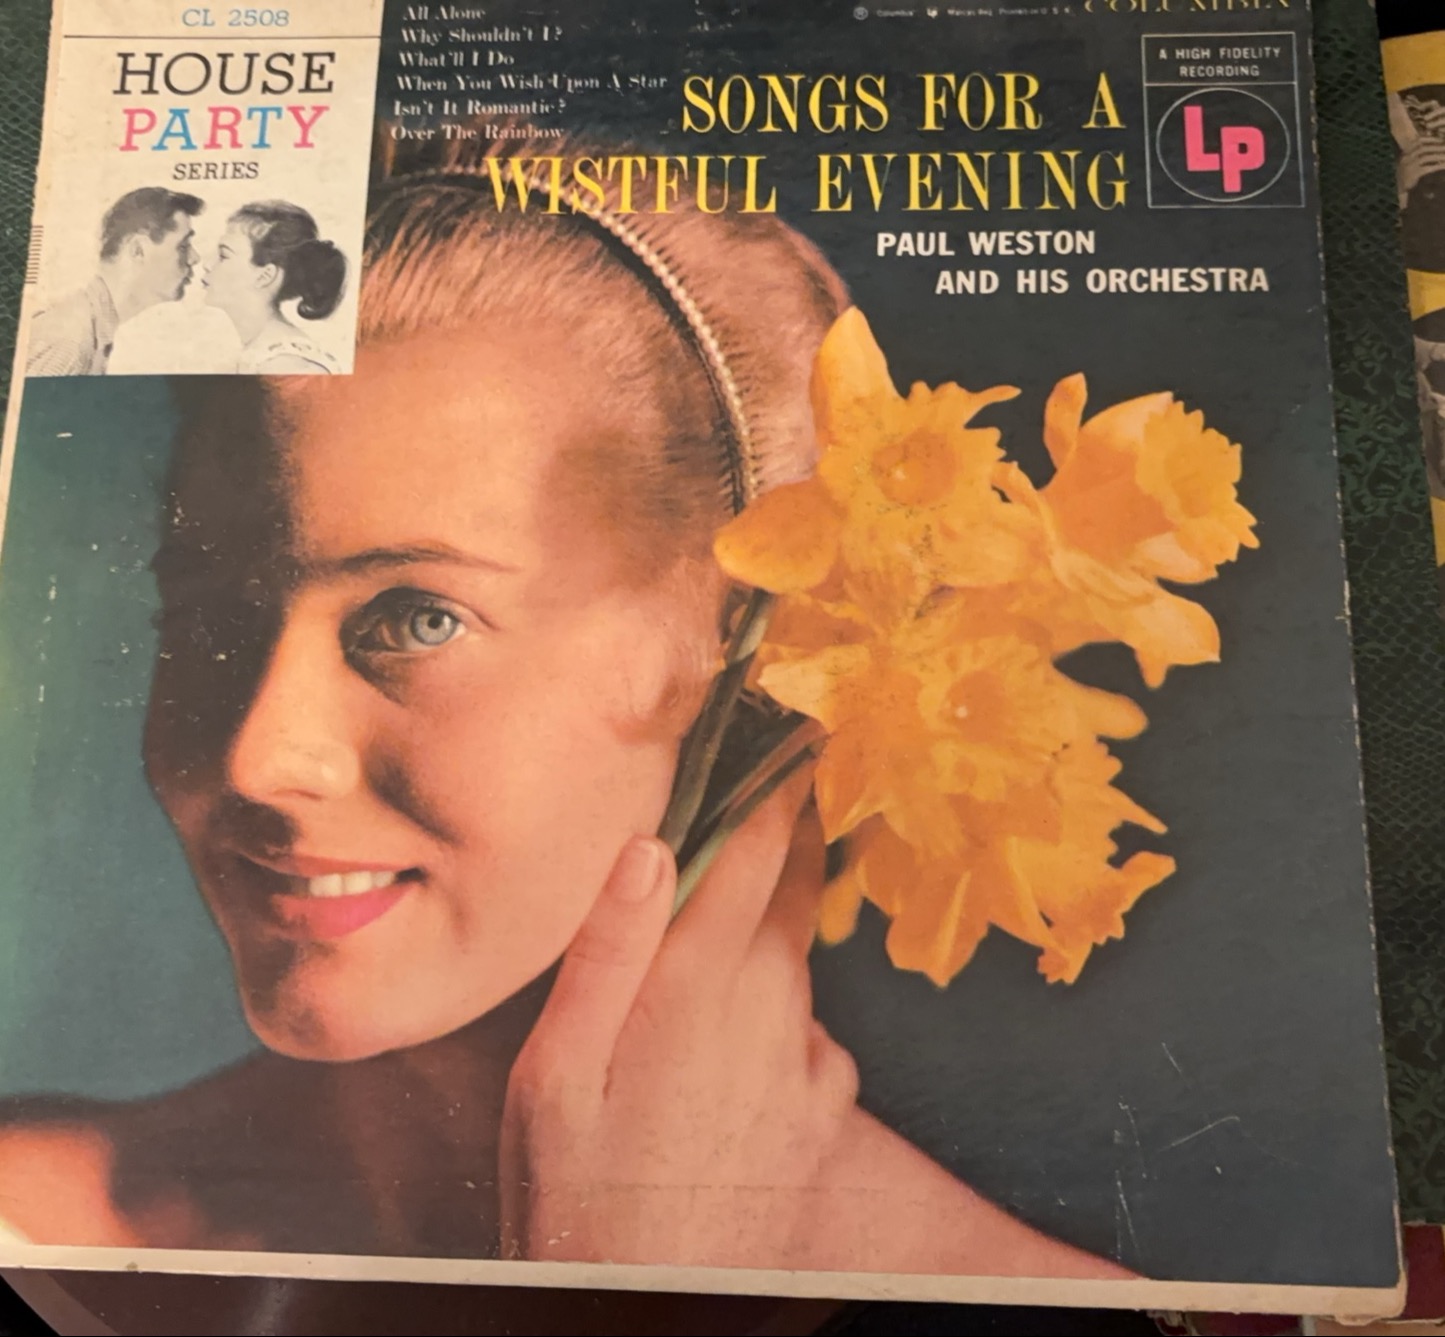 CL 2508
HOUSE
PARTY
SERIES
All Alone
Why Shouldn't I?
What'll I Do
When You Wish Upon A Star
Isn't It Romantic?
Over The Rainbow
COLUMBIA
SONGS FOR A
WISTFUL EVENING
PAUL WESTON
AND HIS ORCHESTRA
A HIGH FIDELITY
RECORDING
Lp